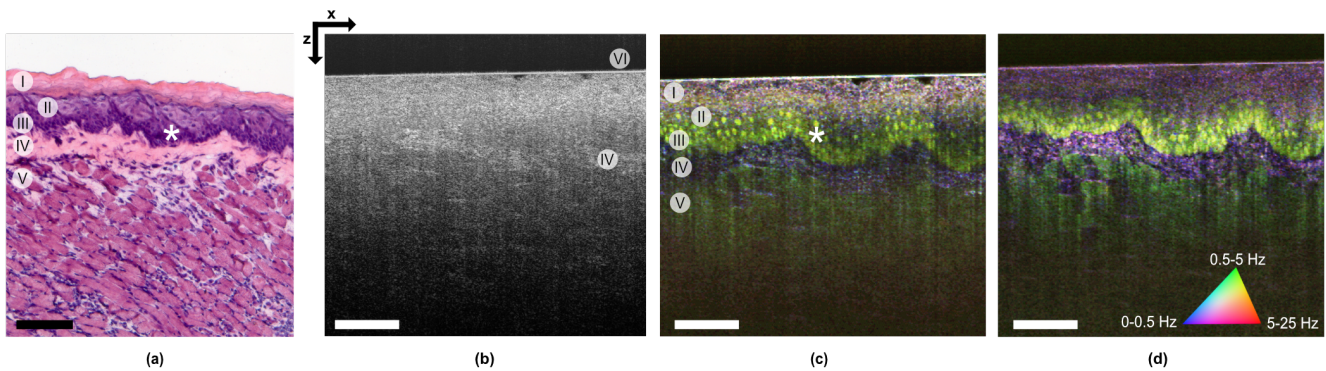 x
z
I
II
III
IV
V
*
VI
IV
I
II
III
IV
V
*
0.5-5 Hz
0-0.5 Hz
5-25 Hz
(a)
(b)
(c)
(d)